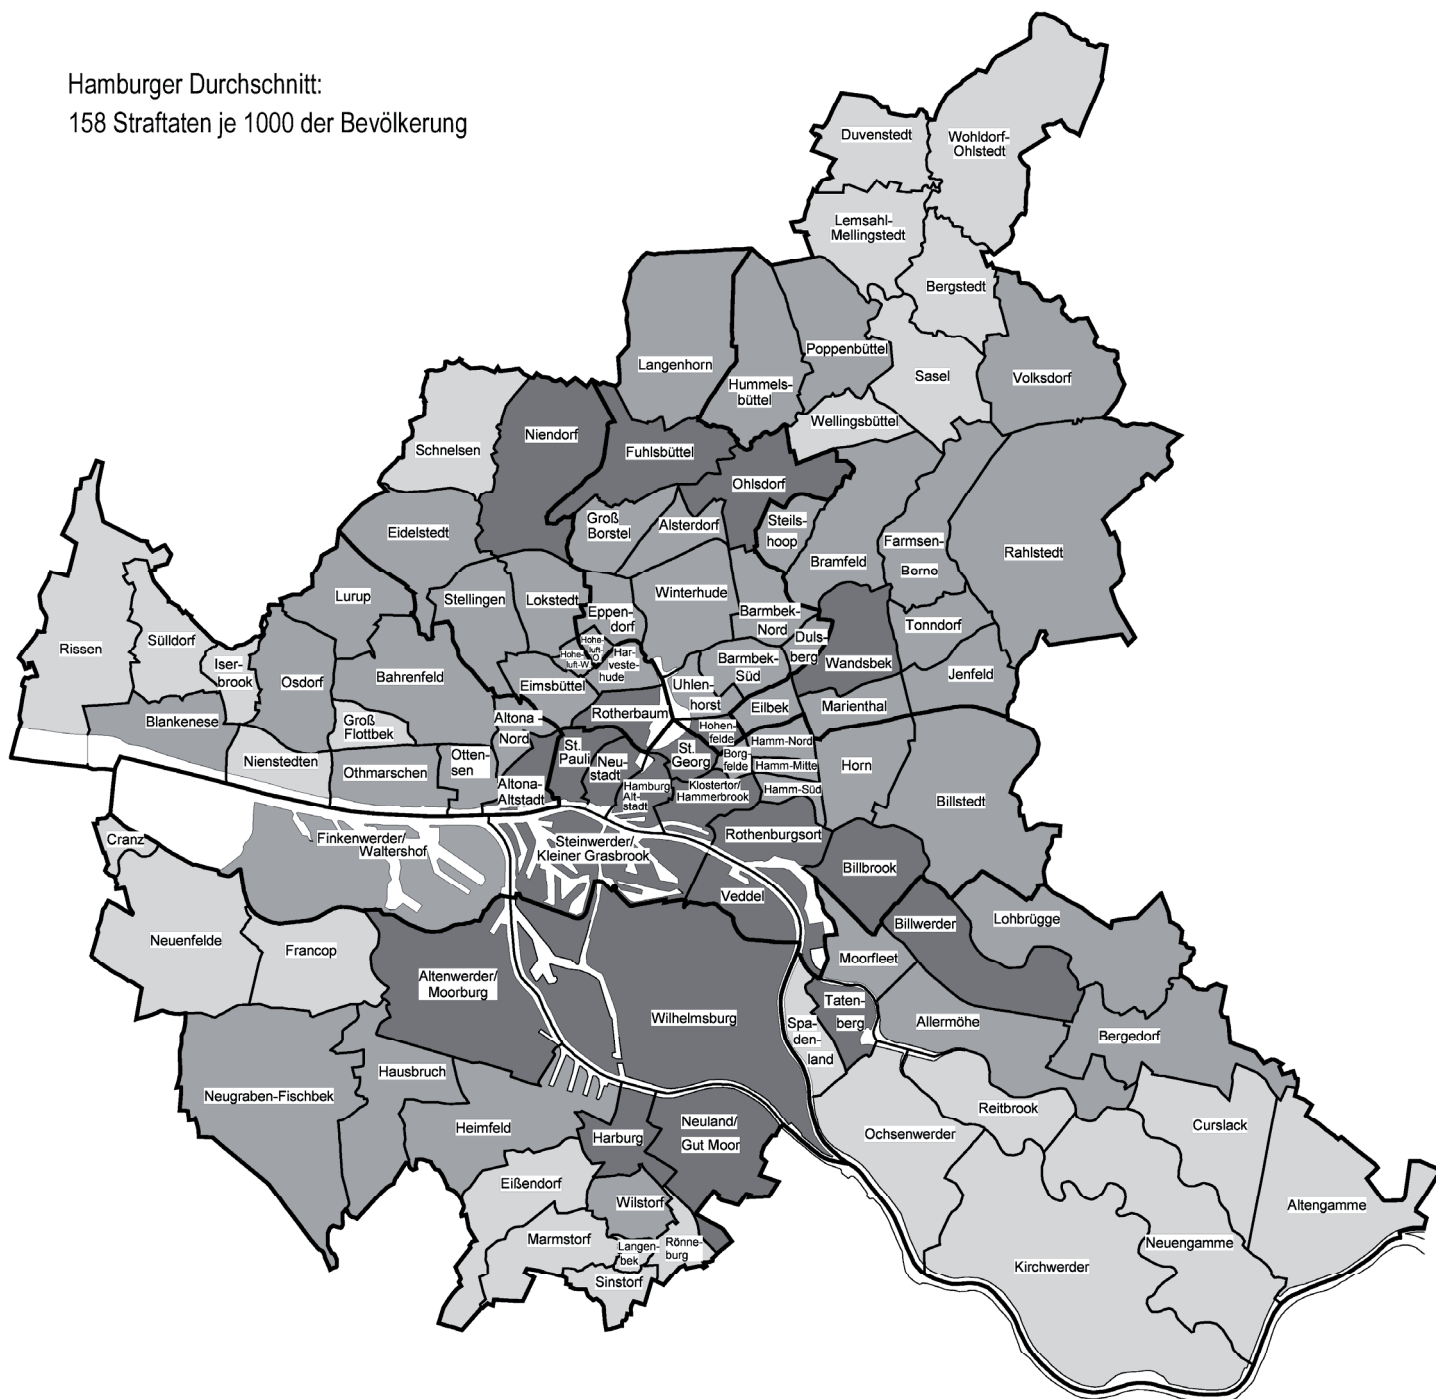 Hamburger Durchschnitt:
158 Straftaten je 1000 der Bevölkerung
Duvenstedt
Wohldorf-
Ohlstedt
Lemsahl-
Mellingstedt
Bergstedt
Poppenbüttel
Langenhorn
Hummels-
büttel
Sasel
Volksdorf
Wellingsbüttel
Schnelsen
Niendorf
Fuhlsbüttel
Ohlsdorf
Groß
Borstel
Alsterdorf
Steils-
hoop
Eidelstedt
Bramfeld
Farmsen-
Berne
Rahlstedt
Lurup
Stellingen
Lokstedt
Winterhude
Eppen-
dorf
Barmbek-
Nord
Tonndorf
Rissen
Sülldorf
Iser-
brook
Osdorf
Bahrenfeld
Hohe-
luft-
O
Hohe-
luft-W
Har-
veste-
hude
Duls-
berg
Wandsbek
Barmbek-
Süd
Jenfeld
Eimsbüttel
Uhlen-
horst
Blankenese
Groß
Flottbek
Altona -
Nord
Rotherbaum
Eilbek
Marienthal
Hohen-
felde
Nienstedten
Othmarschen
Otten-
sen
St.
Pauli
Neu-
stadt
St.
Georg
Borg-
felde
Hamm-Nord
Hamm-Mitte
Hamm-Süd
Horn
Altona-
Altstadt
Hamburg
Alt-
stadt
Klostertor/
Hammerbrook
Billstedt
Cranz
Finkenwerder/
Waltershof
Steinwerder/
Kleiner Grasbrook
Rothenburgsort
Billbrook
Veddel
Neuenfelde
Francop
Billwerder
Lohbrügge
Moorfleet
Altenwerder/
Moorburg
Wilhelmsburg
Spa-
den-
land
Taten-
berg
Allermöhe
Bergedorf
Neugraben-Fischbek
Hausbruch
Heimfeld
Harburg
Neuland/
Gut Moor
Ochsenwerder
Reitbrook
Curslack
Eißendorf
Wilstorf
Altengamme
Marmstorf
Langen-
bek
Rönne-
burg
Sinstorf
Neuengamme
Kirchwerder